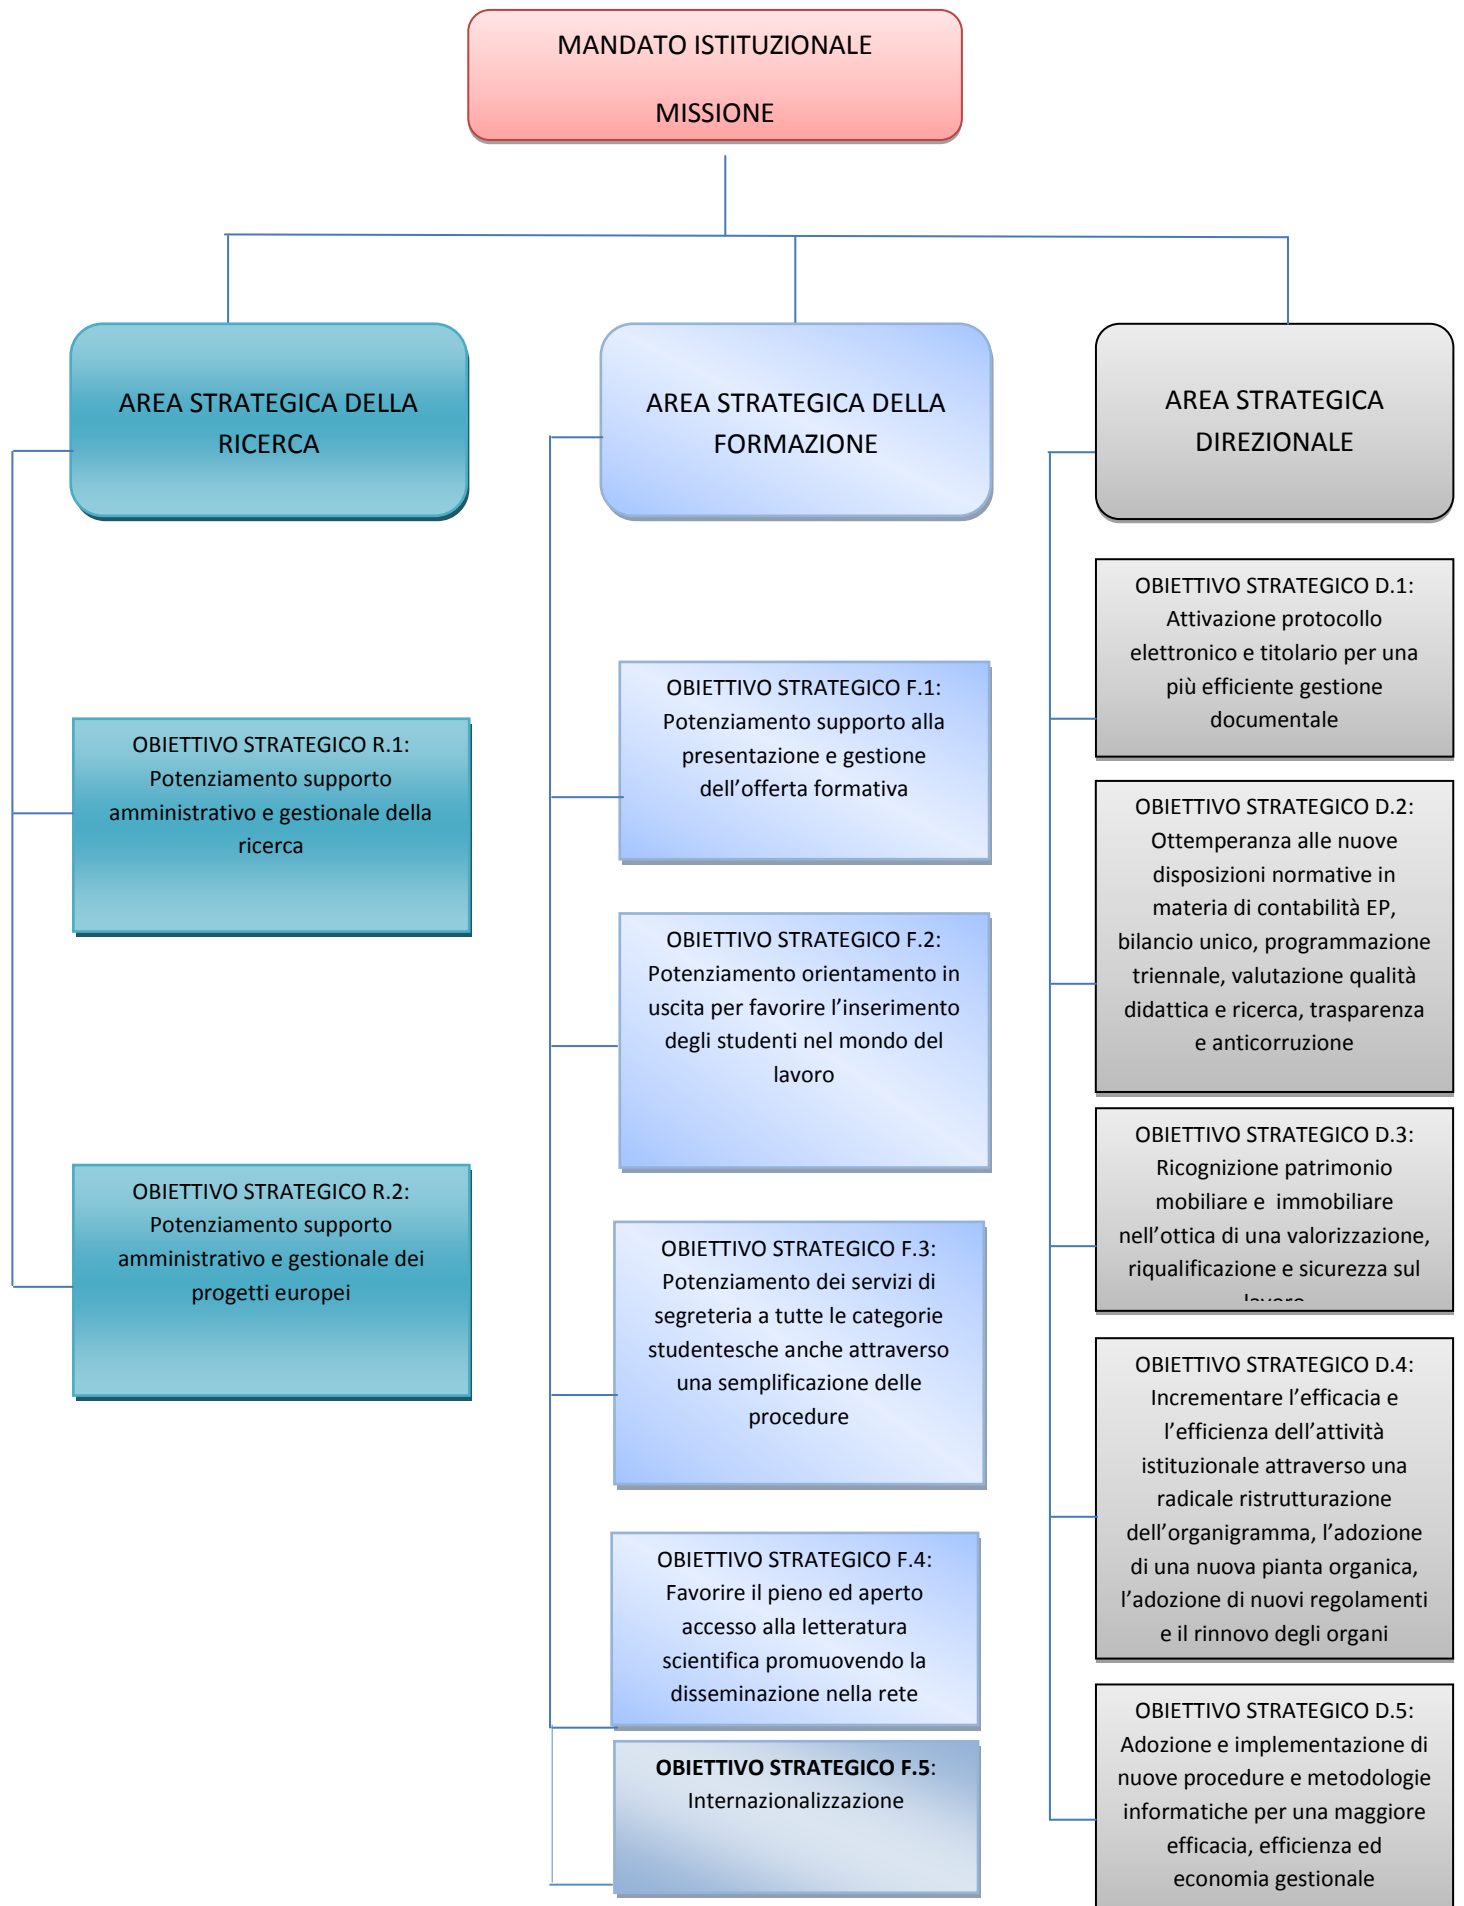 MANDATO ISTITUZIONALE
MISSIONE
AREA STRATEGICA DELLA
RICERCA
OBIETTIVO STRATEGICO R.1:
Potenziamento supporto
amministrativo e gestionale della
ricerca
OBIETTIVO STRATEGICO R.2:
Potenziamento supporto
amministrativo e gestionale dei
progetti europei
AREA STRATEGICA DELLA
FORMAZIONE
OBIETTIVO STRATEGICO F.1:
Potenziamento supporto alla
presentazione e gestione
dell’offerta formativa
OBIETTIVO STRATEGICO F.2:
Potenziamento orientamento in
uscita per favorire l’inserimento
degli studenti nel mondo del
lavoro
OBIETTIVO STRATEGICO F.3:
Potenziamento dei servizi di
segreteria a tutte le categorie
studentesche anche attraverso
una semplificazione delle
procedure
OBIETTIVO STRATEGICO F.4:
Favorire il pieno ed aperto
accesso alla letteratura
scientifica promuovendo la
disseminazione nella rete
OBIETTIVO STRATEGICO F.5:
Internazionalizzazione
AREA STRATEGICA
DIREZIONALE
OBIETTIVO STRATEGICO D.1:
Attivazione protocollo
elettronico e titolario per una
più efficiente gestione
documentale
OBIETTIVO STRATEGICO D.2:
Ottemperanza alle nuove
disposizioni normative in
materia di contabilità EP,
bilancio unico, programmazione
triennale, valutazione qualità
didattica e ricerca, trasparenza
e anticorruzione
OBIETTIVO STRATEGICO D.3:
Ricognizione patrimonio
mobiliare e immobiliare
nell’ottica di una valorizzazione,
riqualificazione e sicurezza sul
lavoro
OBIETTIVO STRATEGICO D.4:
Incrementare l’efficacia e
l’efficienza dell’attività
istituzionale attraverso una
radicale ristrutturazione
dell’organigramma, l’adozione
di una nuova pianta organica,
l’adozione di nuovi regolamenti
e il rinnovo degli organi
OBIETTIVO STRATEGICO D.5:
Adozione e implementazione di
nuove procedure e metodologie
informatiche per una maggiore
efficacia, efficienza ed
economia gestionale